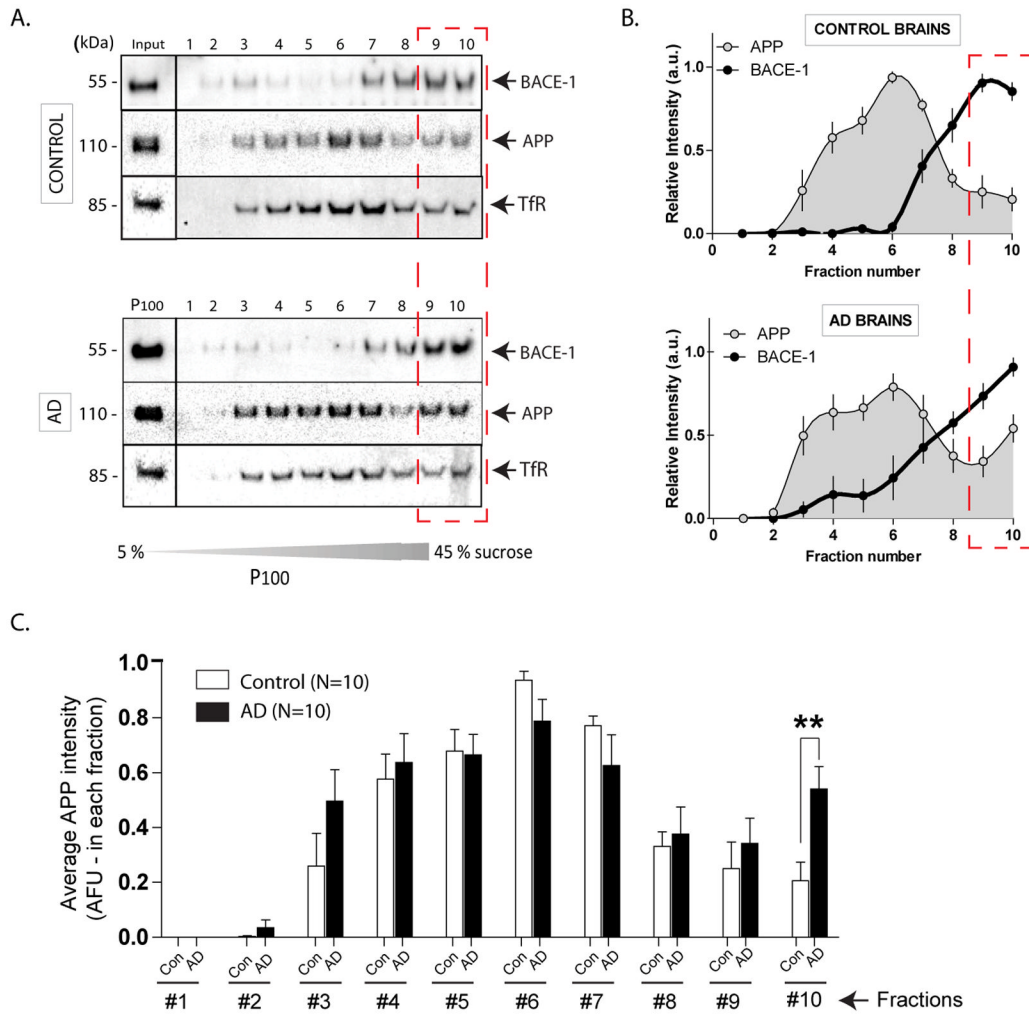 A.
(kDa) Input 1 2 3 4 5 6 7 8 9 10
CONTROL
55 - BACE-1
110 - APP
85 - TfR
P100 1 2 3 4 5 6 7 8 9 10
AD
55 - BACE-1
110 - APP
85 - TfR
5 % 45 % sucrose
P100
B.
CONTROL BRAINS
APP
BACE-1
Relative Intensity (a.u.)
1.0
0.5
0.0
0 2 4 6 8 10
Fraction number
AD BRAINS
APP
BACE-1
Relative Intensity (a.u.)
1.0
0.5
0.0
0 2 4 6 8 10
Fraction number
C.
Average APP intensity
(AFU - in each fraction)
1.0
0.8
0.6
0.4
0.2
0.0
Control (N=10)
AD (N=10)
**
Con AD Con AD Con AD Con AD Con AD Con AD Con AD Con AD Con AD Con AD
#1 #2 #3 #4 #5 #6 #7 #8 #9 #10 Fractions